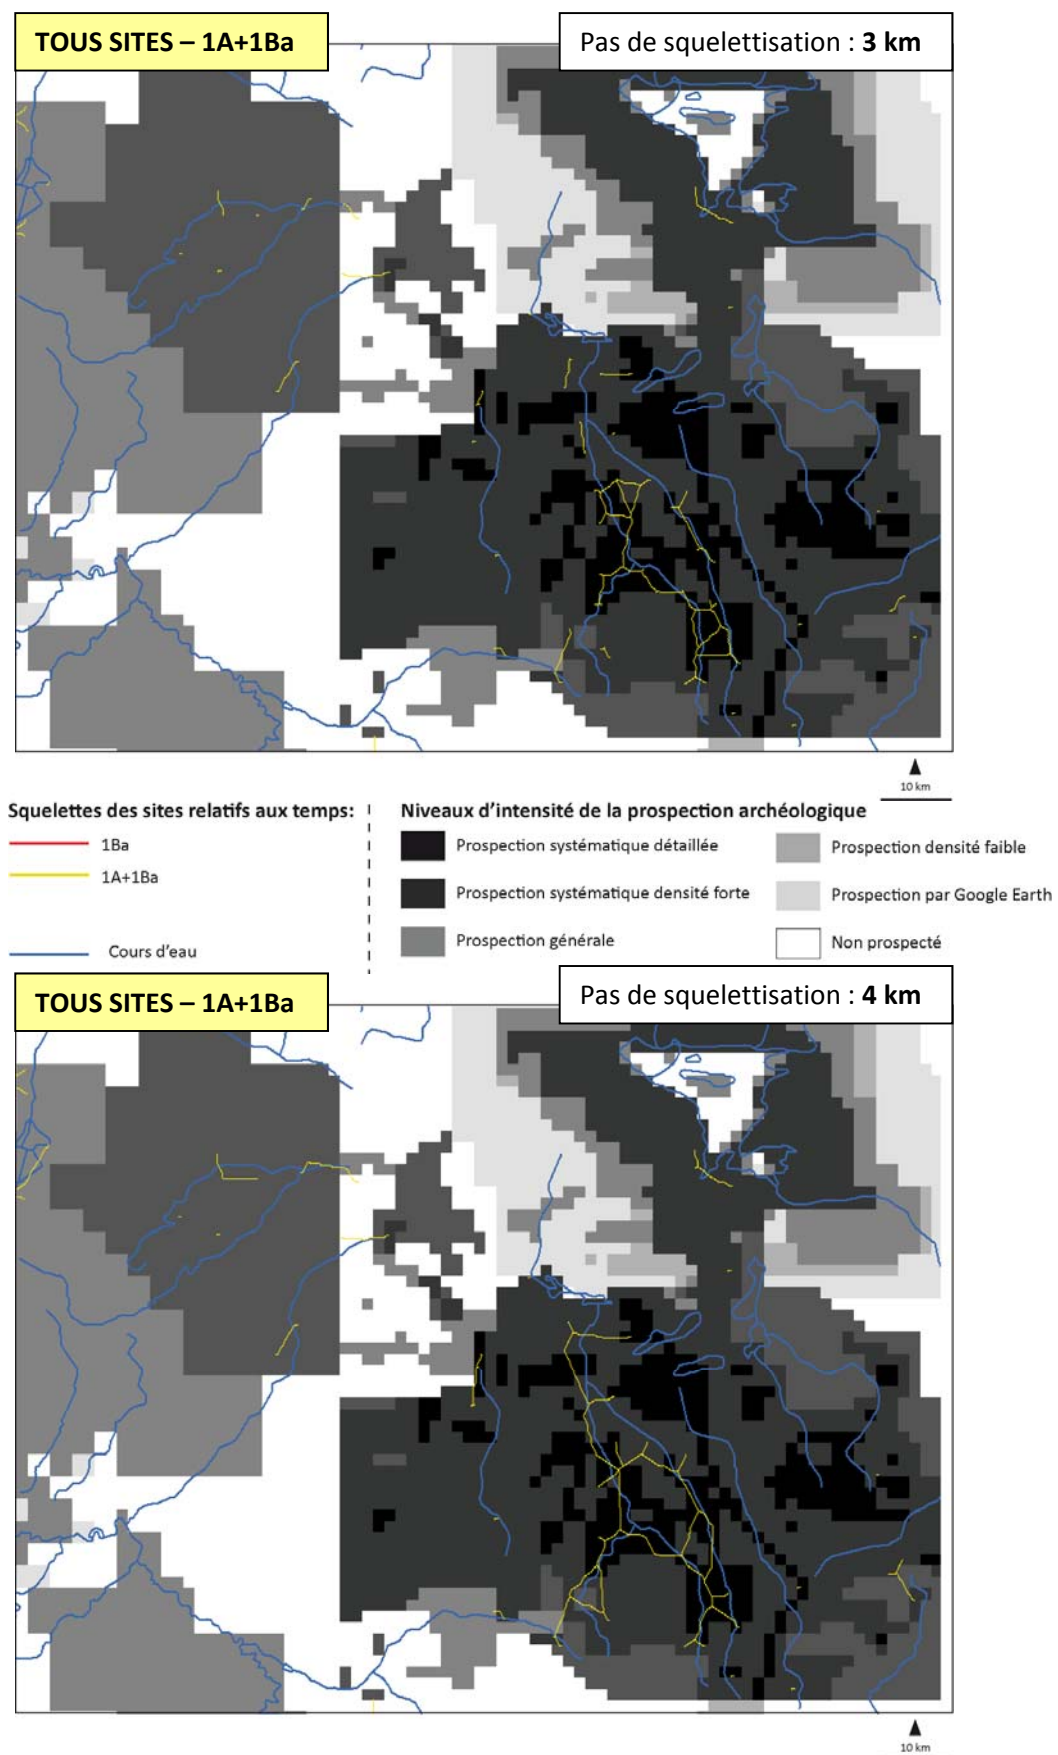 TOUS SITES – 1A+1Ba
Pas de squelettisation : 3 km
10 km
Squelettes des sites relatifs aux temps:
1Ba
1A+1Ba
Cours d'eau
Niveaux d'intensité de la prospection archéologique
Prospection systématique détaillée
Prospection systématique densité forte
Prospection générale
Prospection densité faible
Prospection par Google Earth
Non prospecté
TOUS SITES – 1A+1Ba
Pas de squelettisation : 4 km
10 km